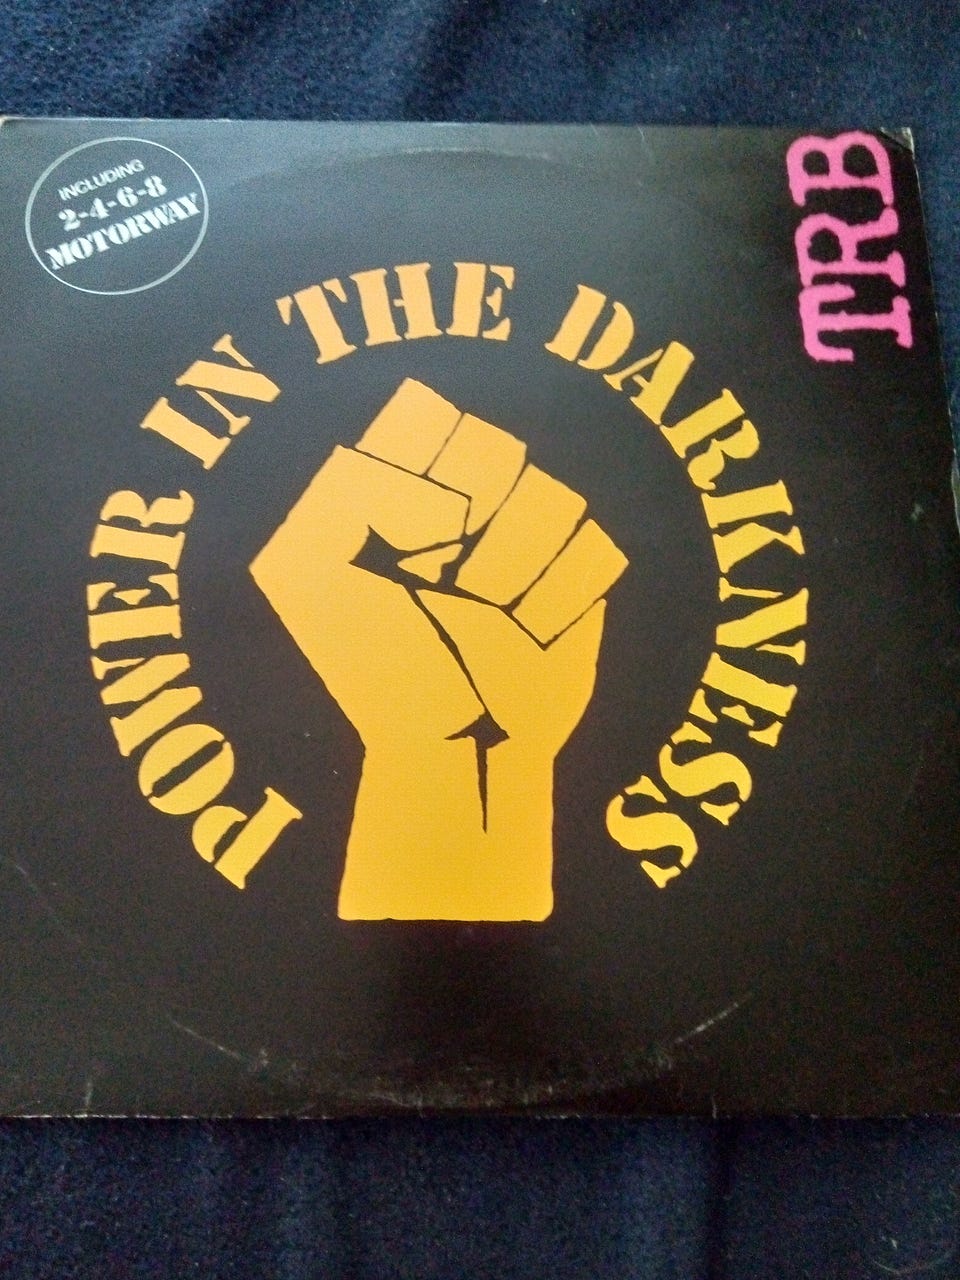 INCLUDING
2-4-6-8
MOTORWAY
TRB
POWER IN THE DARKNESS